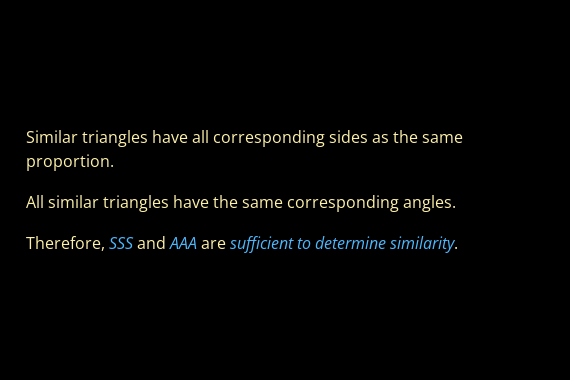 Similar triangles have all corresponding sides as the same
proportion.
All similar triangles have the same corresponding angles.
Therefore, SSS and AAA are sufficient to determine similarity.